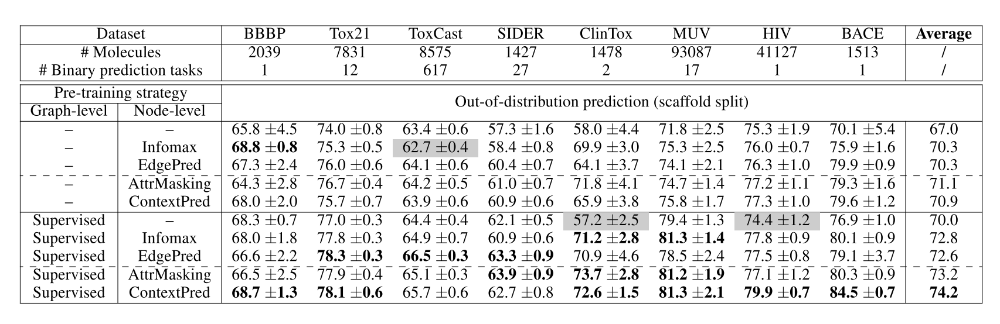 Dataset BBBP Tox21 ToxCast SIDER ClinTox MUV HIV BACE Average
# Molecules 2039 7831 8575 1427 1478 93087 41127 1513 /
# Binary prediction tasks 1 12 617 27 2 17 1 1 /
Pre-training strategy
Out-of-distribution prediction (scaffold split)
Graph-level Node-level
– – 65.8 ±4.5 74.0 ±0.8 63.4 ±0.6 57.3 ±1.6 58.0 ±4.4 71.8 ±2.5 75.3 ±1.9 70.1 ±5.4 67.0
– Infomax 68.8 ±0.8 75.3 ±0.5 62.7 ±0.4 58.4 ±0.8 69.9 ±3.0 75.3 ±2.5 76.0 ±0.7 75.9 ±1.6 70.3
– EdgePred 67.3 ±2.4 76.0 ±0.6 64.1 ±0.6 60.4 ±0.7 64.1 ±3.7 74.1 ±2.1 76.3 ±1.0 79.9 ±0.9 70.3
– AttrMasking 64.3 ±2.8 76.7 ±0.4 64.2 ±0.5 61.0 ±0.7 71.8 ±4.1 74.7 ±1.4 77.2 ±1.1 79.3 ±1.6 71.1
– ContextPred 68.0 ±2.0 75.7 ±0.7 63.9 ±0.6 60.9 ±0.6 65.9 ±3.8 75.8 ±1.7 77.3 ±1.0 79.6 ±1.2 70.9
Supervised – 68.3 ±0.7 77.0 ±0.3 64.4 ±0.4 62.1 ±0.5 57.2 ±2.5 79.4 ±1.3 74.4 ±1.2 76.9 ±1.0 70.0
Supervised Infomax 68.0 ±1.8 77.8 ±0.3 64.9 ±0.7 60.9 ±0.6 71.2 ±2.8 81.3 ±1.4 77.8 ±0.9 80.1 ±0.9 72.8
Supervised EdgePred 66.6 ±2.2 78.3 ±0.3 66.5 ±0.3 63.3 ±0.9 70.9 ±4.6 78.5 ±2.4 77.5 ±0.8 79.1 ±3.7 72.6
Supervised AttrMasking 66.5 ±2.5 77.9 ±0.4 65.1 ±0.3 63.9 ±0.9 73.7 ±2.8 81.2 ±1.9 77.1 ±1.2 80.3 ±0.9 73.2
Supervised ContextPred 68.7 ±1.3 78.1 ±0.6 65.7 ±0.6 62.7 ±0.8 72.6 ±1.5 81.3 ±2.1 79.9 ±0.7 84.5 ±0.7 74.2